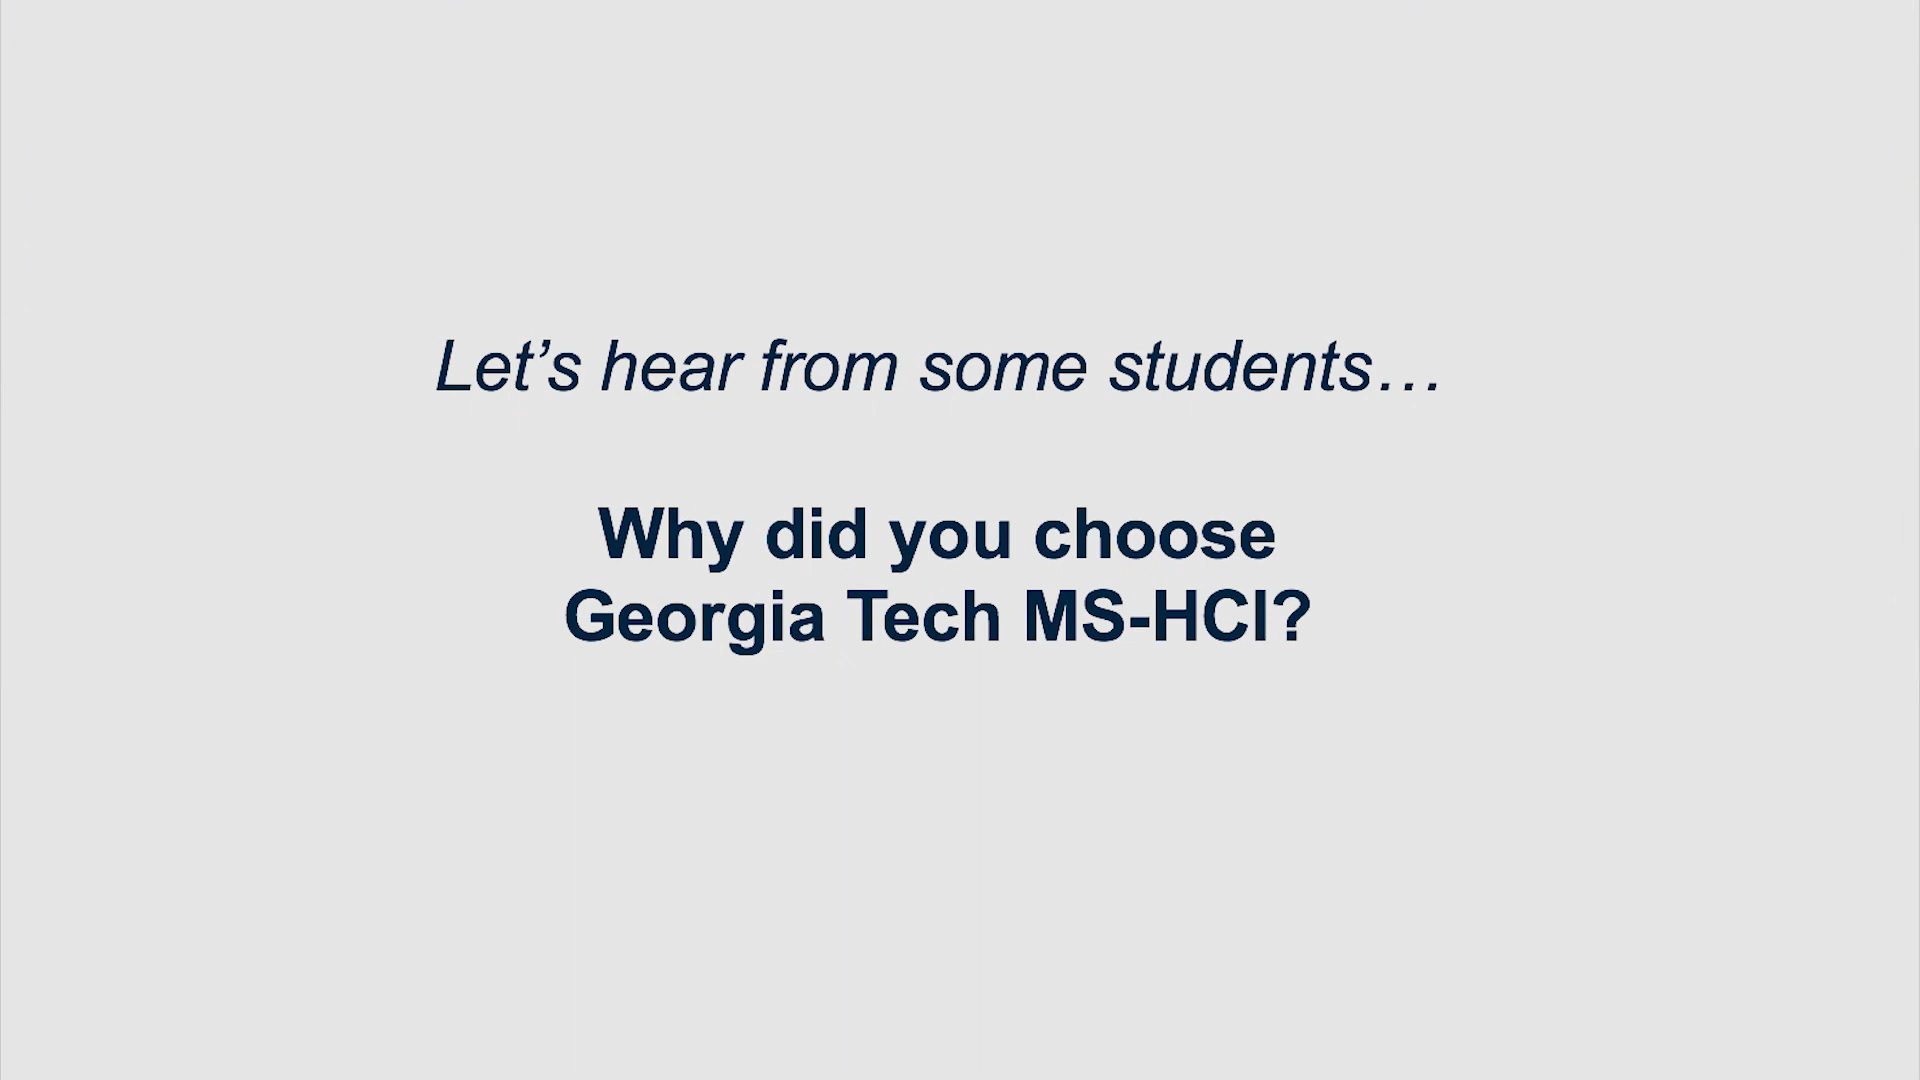 Let’s hear from some students…
Why did you choose
Georgia Tech MS-HCI?